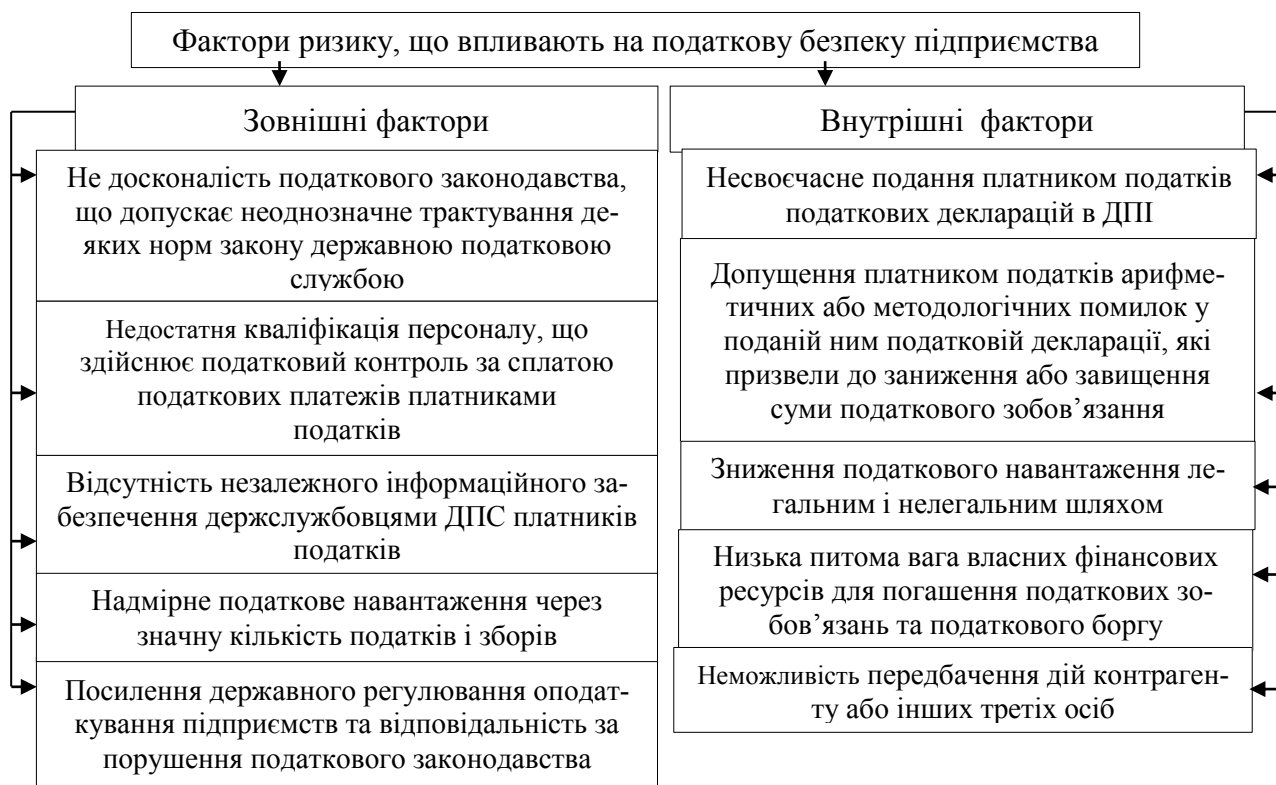 Фактори ризику, що впливають на податкову безпеку підприємства
Зовнішні фактори
Не досконалість податкового законодавства,
що допускає неоднозначне трактування де-
яких норм закону державною податковою
службою
Недостатня кваліфікація персоналу, що
здійснює податковий контроль за сплатою
податкових платежів платниками
податків
Відсутність незалежного інформаційного за-
безпечення держслужбовцями ДПС платників
податків
Надмірне податкове навантаження через
значну кількість податків і зборів
Посилення державного регулювання оподат-
кування підприємств та відповідальність за
порушення податкового законодавства
Внутрішні фактори
Несвоєчасне подання платником податків
податкових декларацій в ДПІ
Допущення платником податків арифме-
тичних або методологічних помилок у
поданій ним податковій декларації, які
призвели до заниження або завищення
суми податкового зобов’язання
Зниження податкового навантаження ле-
гальним і нелегальним шляхом
Низька питома вага власних фінансових
ресурсів для погашення податкових зо-
бов’язань та податкового боргу
Неможливість передбачення дій контраген-
ту або інших третіх осіб